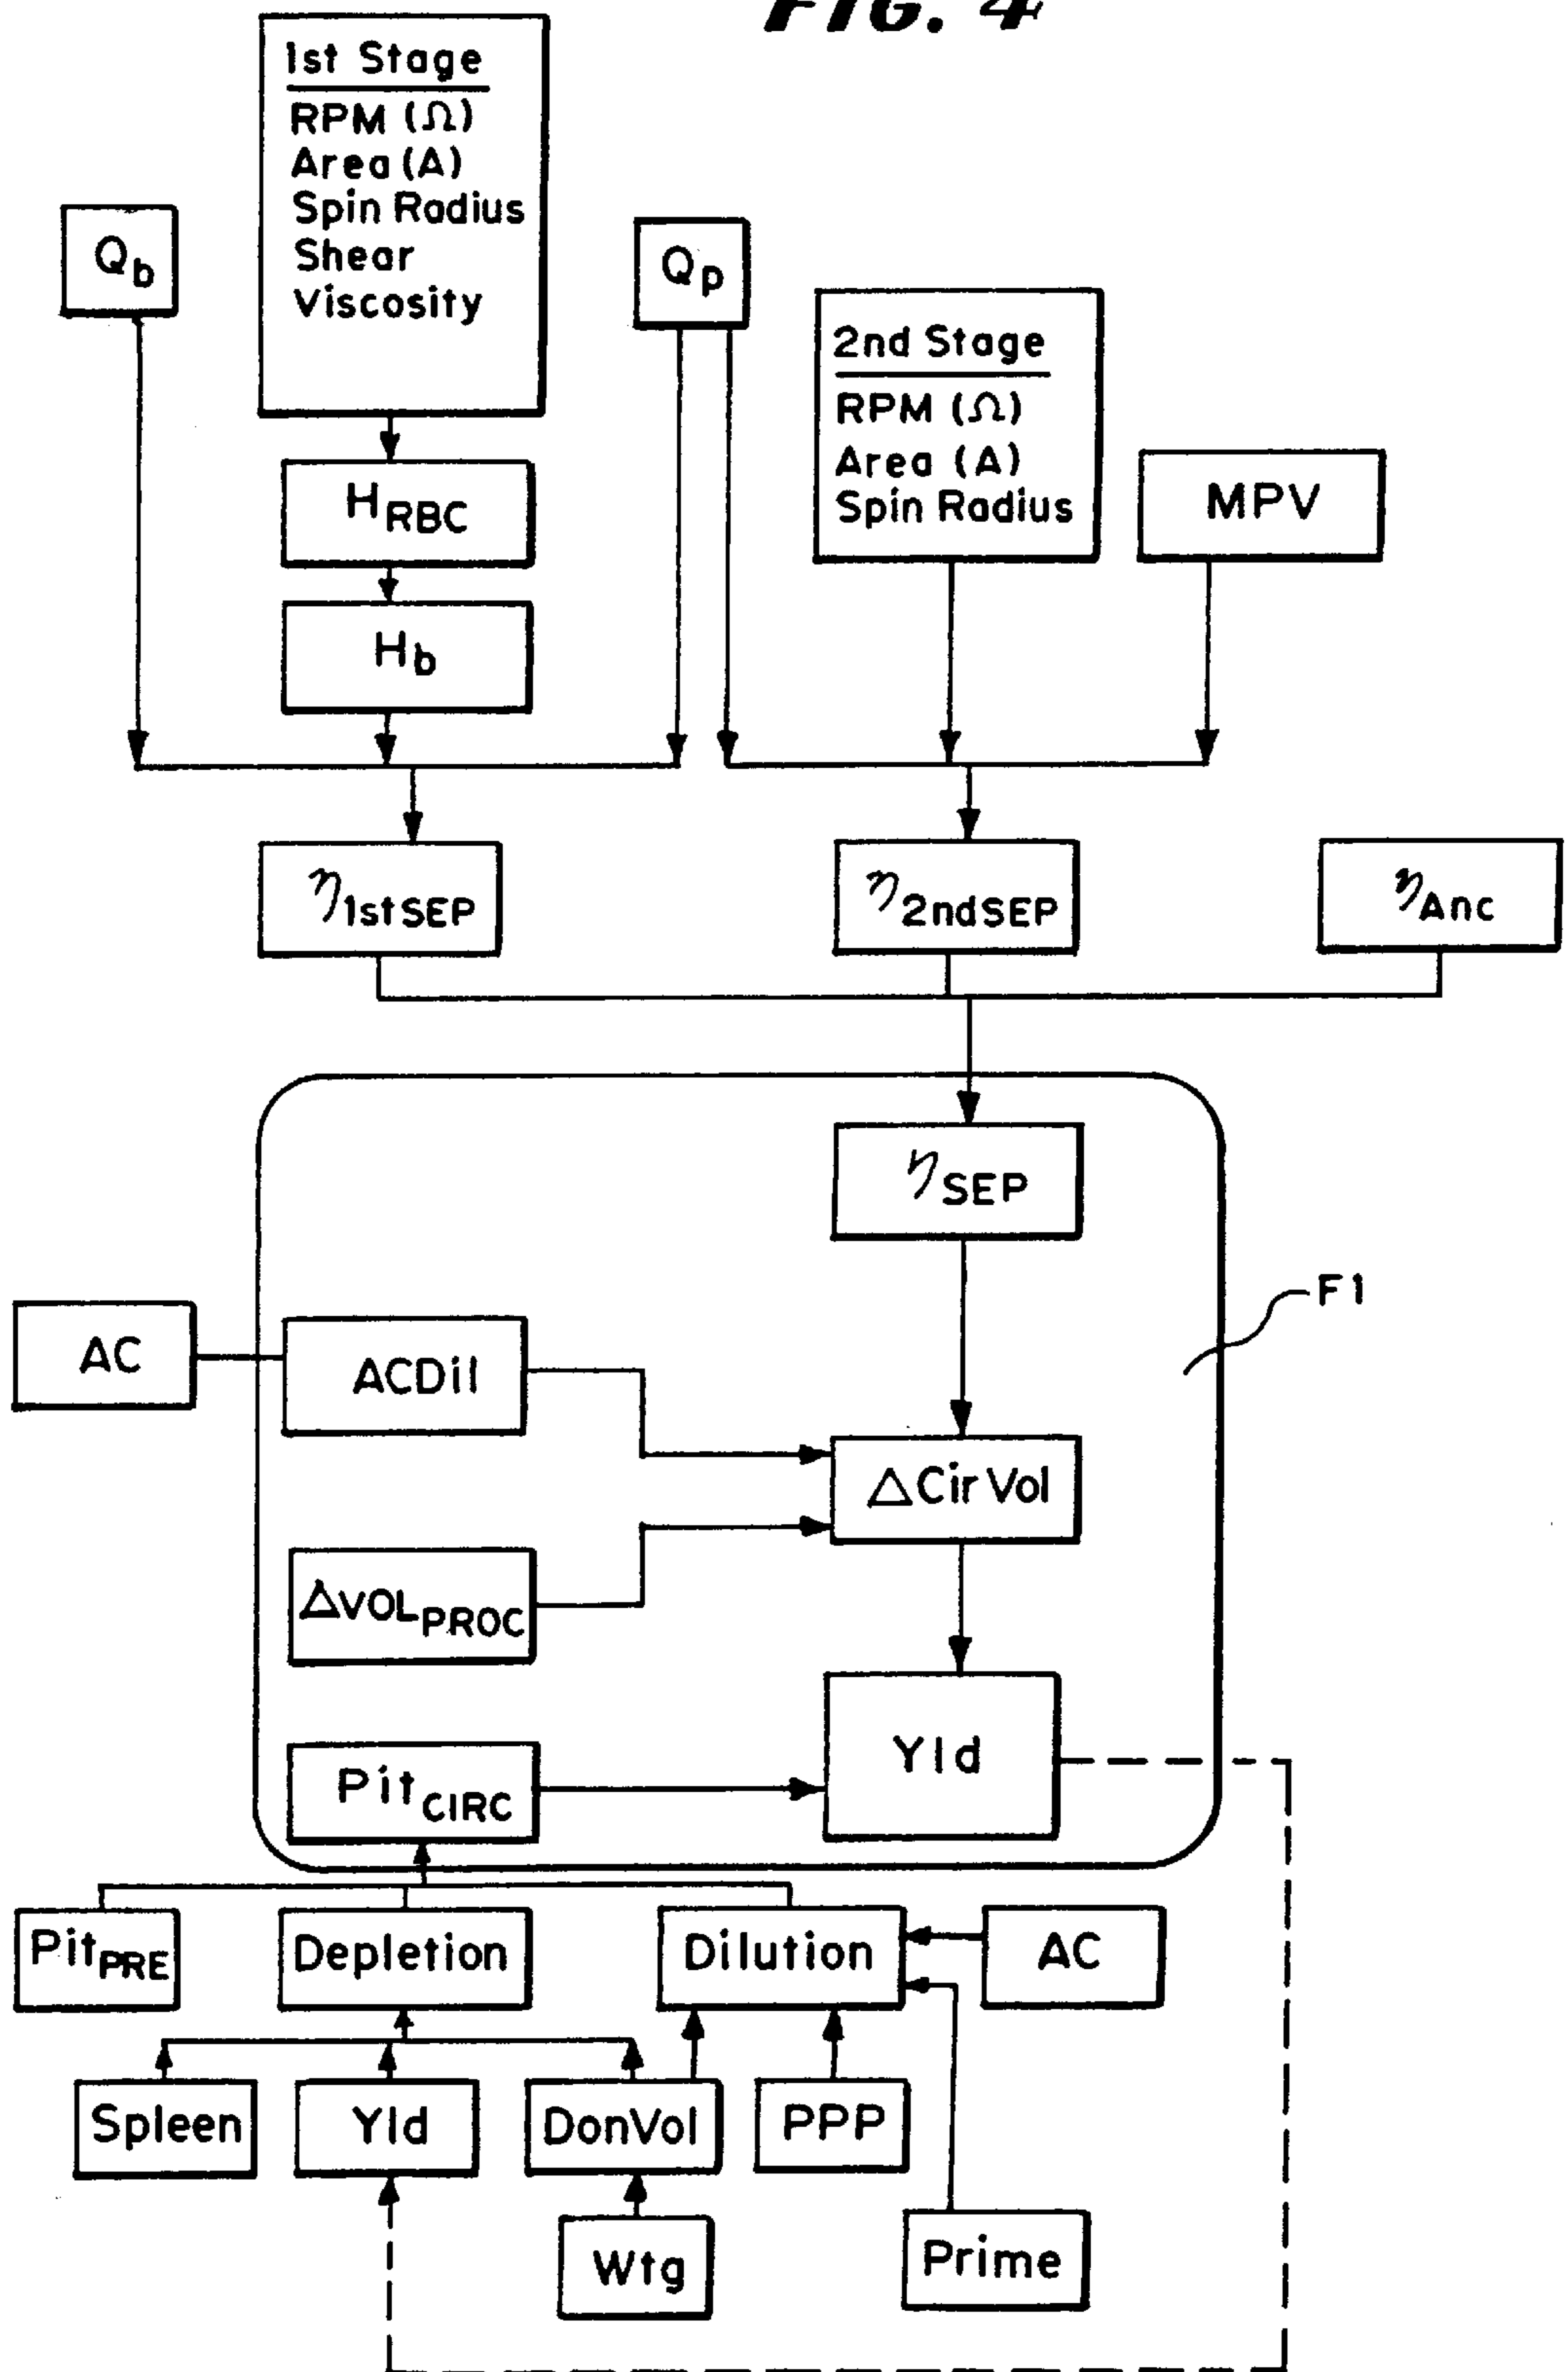 FIG. 4
1st Stage
RPM (Ω)
Area (A)
Spin Radius
Shear
Viscosity
Qb
Qp
2nd Stage
RPM (Ω)
Area (A)
Spin Radius
MPV
HRBC
Hb
η1stSEP
η2ndSEP
ηAnc
ηSEP
F1
AC
ACDil
ΔCirVol
ΔVOLPROC
Yld
PitCIRC
PitPRE
Depletion
Dilution
AC
Spleen
Yld
DonVol
PPP
Wtg
Prime